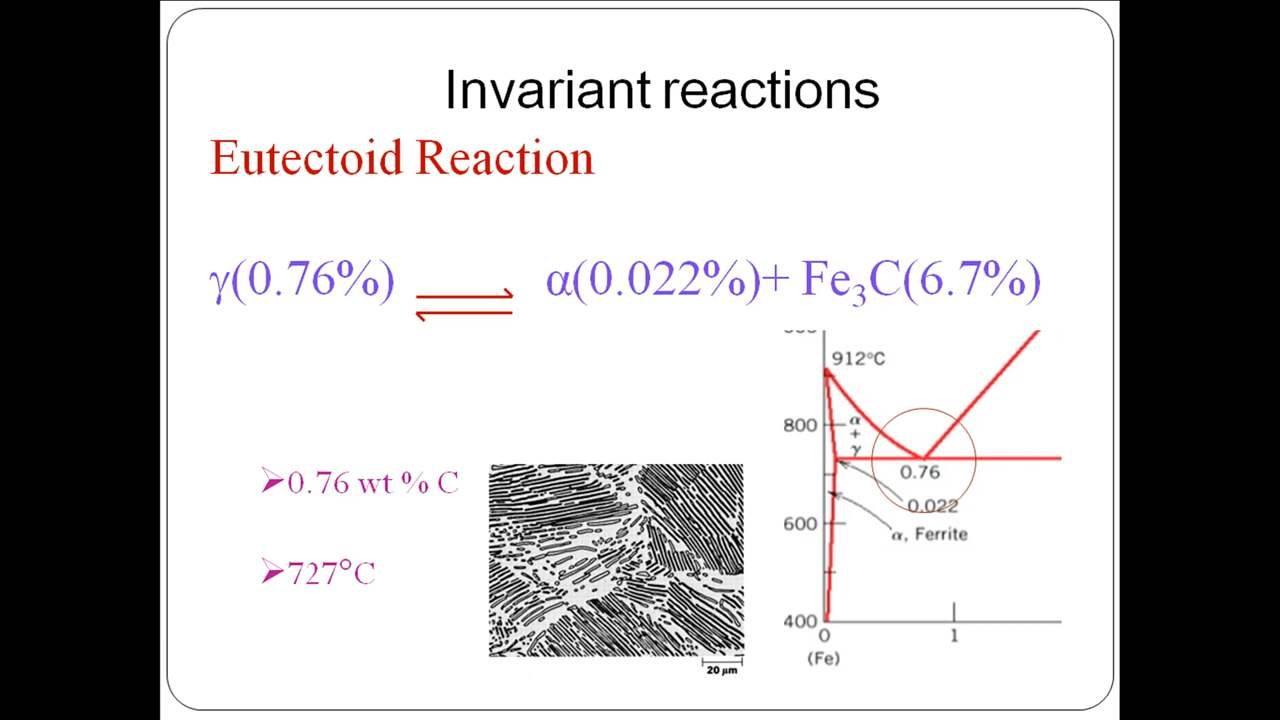 Invariant reactions
Eutectoid Reaction
γ(0.76%) ⇌ α(0.022%)+ Fe₃C(6.7%)
➢0.76 wt % C
➢727°C
20 μm
912°C
800
α
+
γ
0.76
0.022
600
α, Ferrite
400
0
1
(Fe)